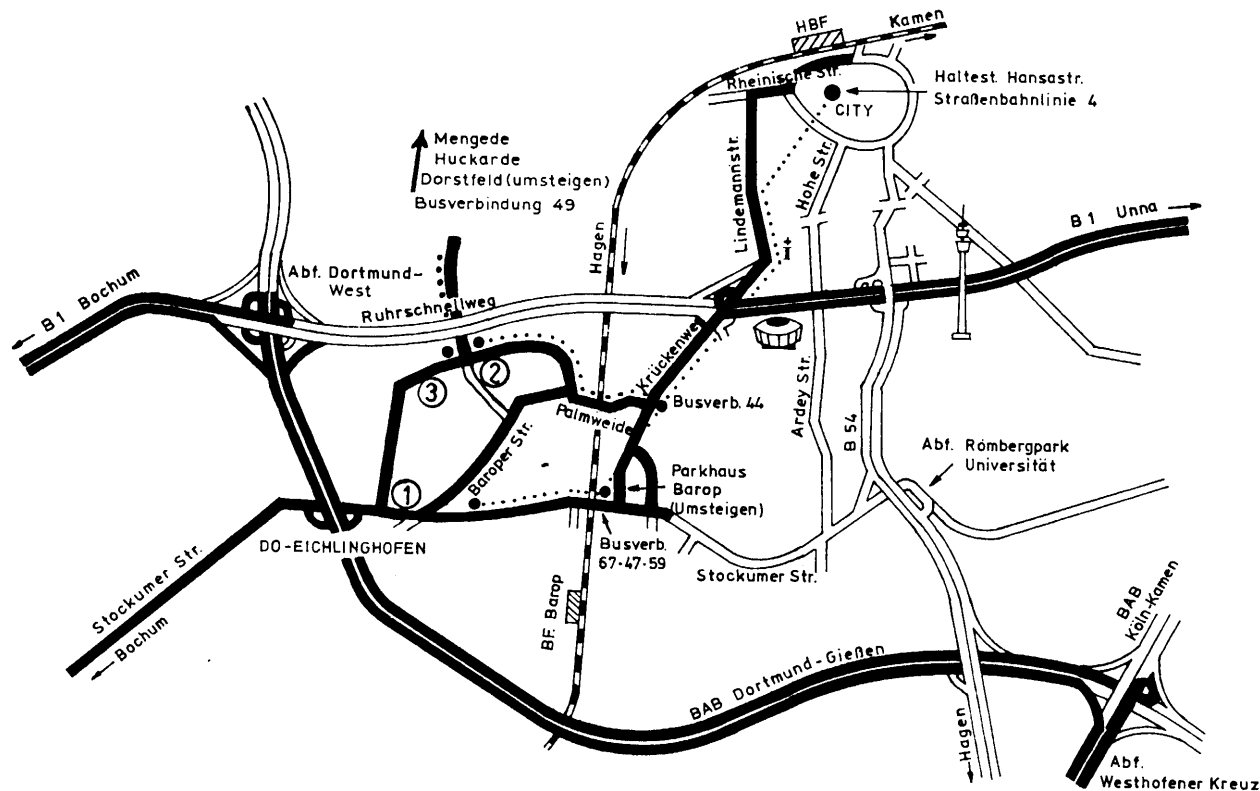 HBF
Kamen
Rheinische Str.
Haltest. Hansastr.
Straßenbahnlinie 4
CITY
Mengede
Huckarde
Dorstfeld (umsteigen)
Busverbindung 49
Lindemannstr.
Hohe Str.
Hagen
B 1 Unna
B 1 Bochum
Abf. Dortmund-
West
Ruhrschnellweg
Krückenweg
3
2
Palmweide
Busverb. 44
Ardey Str.
B 54
Abf. Rombergpark
Universität
Baroper Str.
1
Parkhaus
Barop
(Umsteigen)
DO-EICHLINGHOFEN
Busverb.
67-47-59
Stockumer Str.
Stockumer Str.
Bochum
BF. Barop
BAB
Köln-Kamen
BAB Dortmund-Gießen
Hagen
Abf.
Westhofener Kreuz